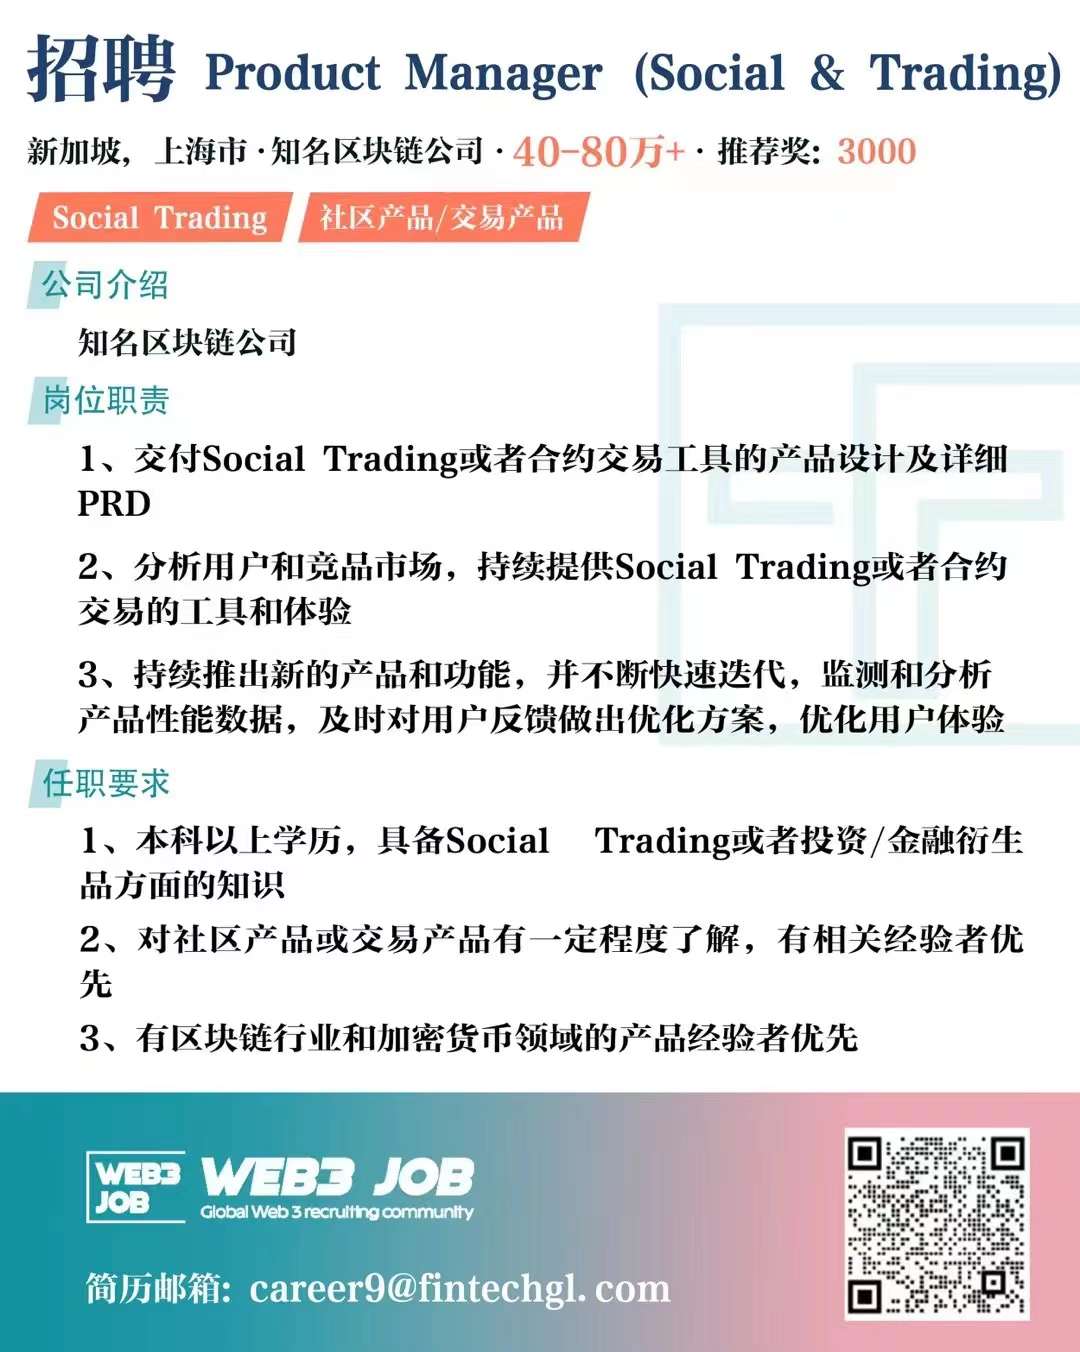 招聘 Product Manager (Social & Trading)
新加坡，上海市·知名区块链公司·40-80万+·推荐奖: 3000
Social Trading 社区产品/交易产品
公司介绍
知名区块链公司
岗位职责
1、交付Social Trading或者合约交易工具的产品设计及详细
PRD
2、分析用户和竞品市场，持续提供Social Trading或者合约
交易的工具和体验
3、持续推出新的产品和功能，并不断快速迭代，监测和分析
产品性能数据，及时对用户反馈做出优化方案，优化用户体验
任职要求
1、本科以上学历，具备Social Trading或者投资/金融衍生
品方面的知识
2、对社区产品或交易产品有一定程度了解，有相关经验者优
先
3、有区块链行业和加密货币领域的产品经验者优先
WEB3
JOB
WEB3 JOB
Global Web 3 recruiting community
简历邮箱: career9@fintechgl.com